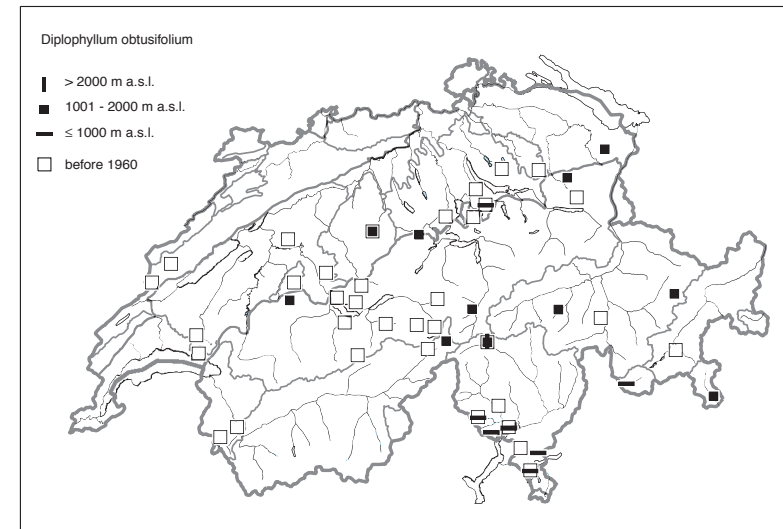 Diplophyllum obtusifolium
> 2000 m a.s.l.
1001 - 2000 m a.s.l.
≤ 1000 m a.s.l.
before 1960